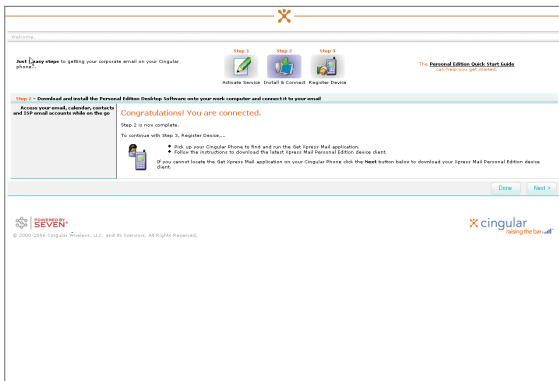 Welcome.
Just 3 easy steps to getting your corporate email on your Cingular phone...
Step 1
Step 2
Step 3
Activate Service
Install & Connect
Register Device
The Personal Edition Quick Start Guide
can help you get started.
Step 2 - Download and install the Personal Edition Desktop Software onto your work computer and connect it to your email
Access your email, calendar, contacts
and ISP email accounts while on the go
Congratulations! You are connected.
Step 2 is now complete.
To continue with Step 3, Register Device,...
Pick up your Cingular Phone to find and run the Get Xpress Mail application.
Follow the instructions to download the latest Xpress Mail Personal Edition device client.
If you cannot locate the Get Xpress Mail application on your Cingular Phone click the Next button below to download your Xpress Mail Personal Edition device
client.
Done
Next >
POWERED BY
SEVEN
© 2000-2006 Cingular Wireless, LLC. and its licensors. All Rights Reserved.
cingular
raising the bar